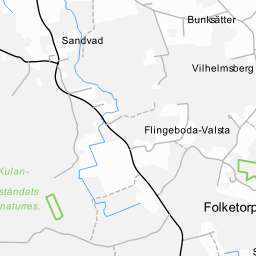 Bunksätter
Sandvad
Vilhelmsberg
Flingeboda-Valsta
Kulan-
ståndets
natures.
Folketorp
S